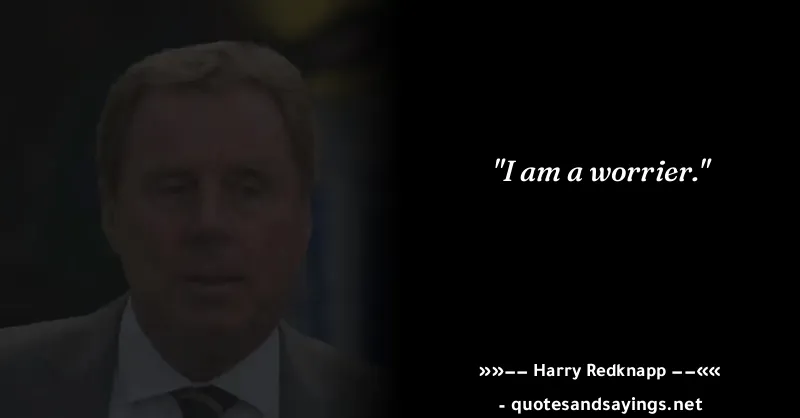 "I am a worrier."
»»–– Harry Redknapp ––««
- quotesandsayings.net